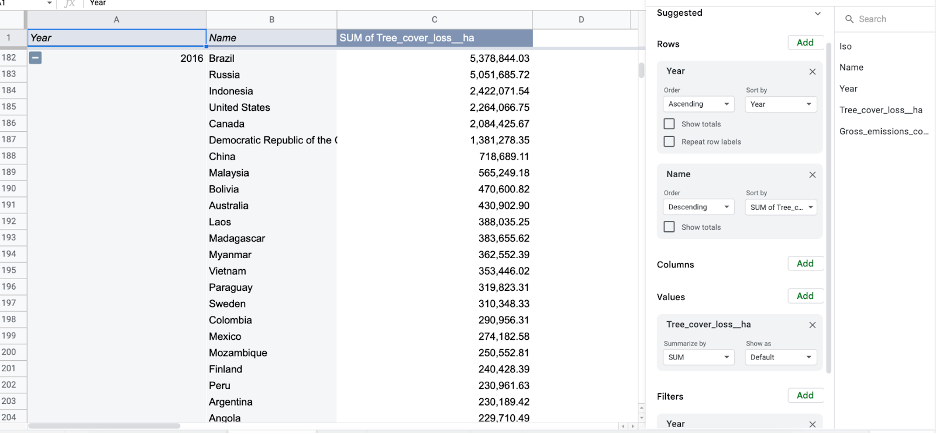 Year
A B C D
1 Year Name SUM of Tree_cover_loss__ha
182 2016 Brazil 5,378,844.03
183 Russia 5,051,685.72
184 Indonesia 2,422,071.54
185 United States 2,264,066.75
186 Canada 2,084,425.67
187 Democratic Republic of the 1,381,278.35
188 China 718,689.11
189 Malaysia 565,249.18
190 Bolivia 470,600.82
191 Australia 430,902.90
192 Laos 388,035.25
193 Madagascar 383,655.62
194 Myanmar 362,552.39
195 Vietnam 353,446.02
196 Paraguay 319,823.31
197 Sweden 310,348.33
198 Colombia 290,956.31
199 Mexico 274,182.58
200 Mozambique 250,552.81
201 Finland 240,428.39
202 Peru 230,961.63
203 Argentina 230,189.42
204 Angola 229,710.49
Suggested
Rows Add
Year
Order Sort by
Ascending Year
Show totals
Repeat row labels
Name
Order Sort by
Descending SUM of Tree_c...
Show totals
Columns Add
Values Add
Tree_cover_loss__ha
Summarize by Show as
SUM Default
Filters Add
Year
Search
Iso
Name
Year
Tree_cover_loss__ha
Gross_emissions_co...